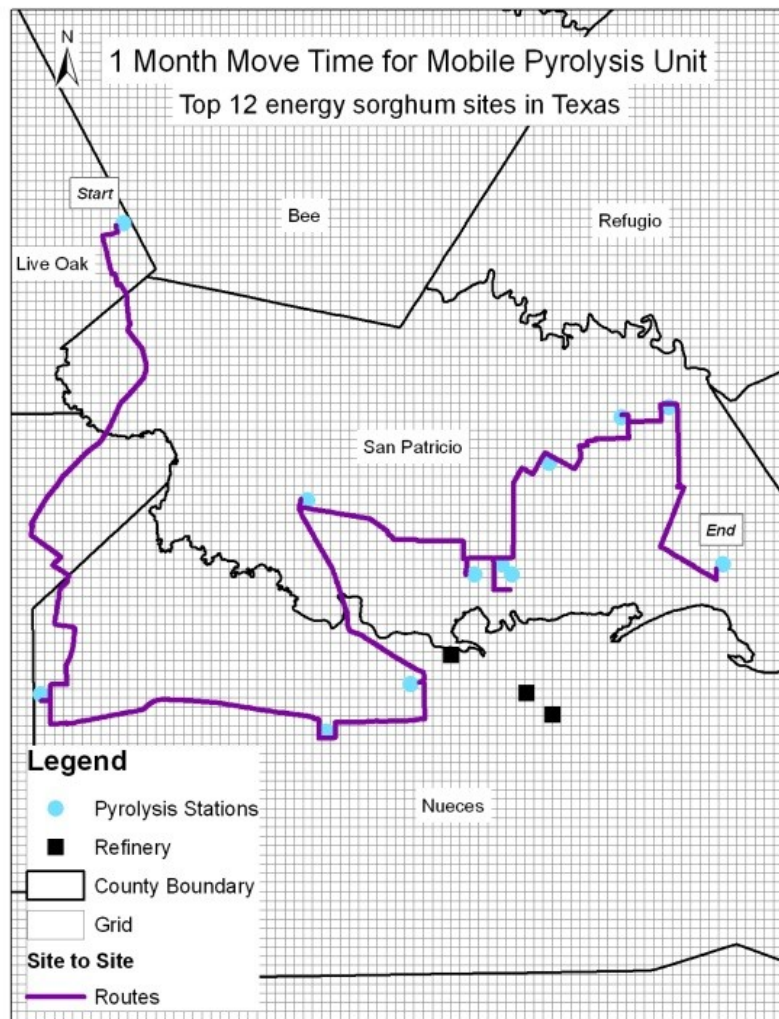 N
1 Month Move Time for Mobile Pyrolysis Unit
Top 12 energy sorghum sites in Texas
Start
Bee
Refugio
Live Oak
San Patricio
End
Nueces
Legend
Pyrolysis Stations
Refinery
County Boundary
Grid
Site to Site
Routes